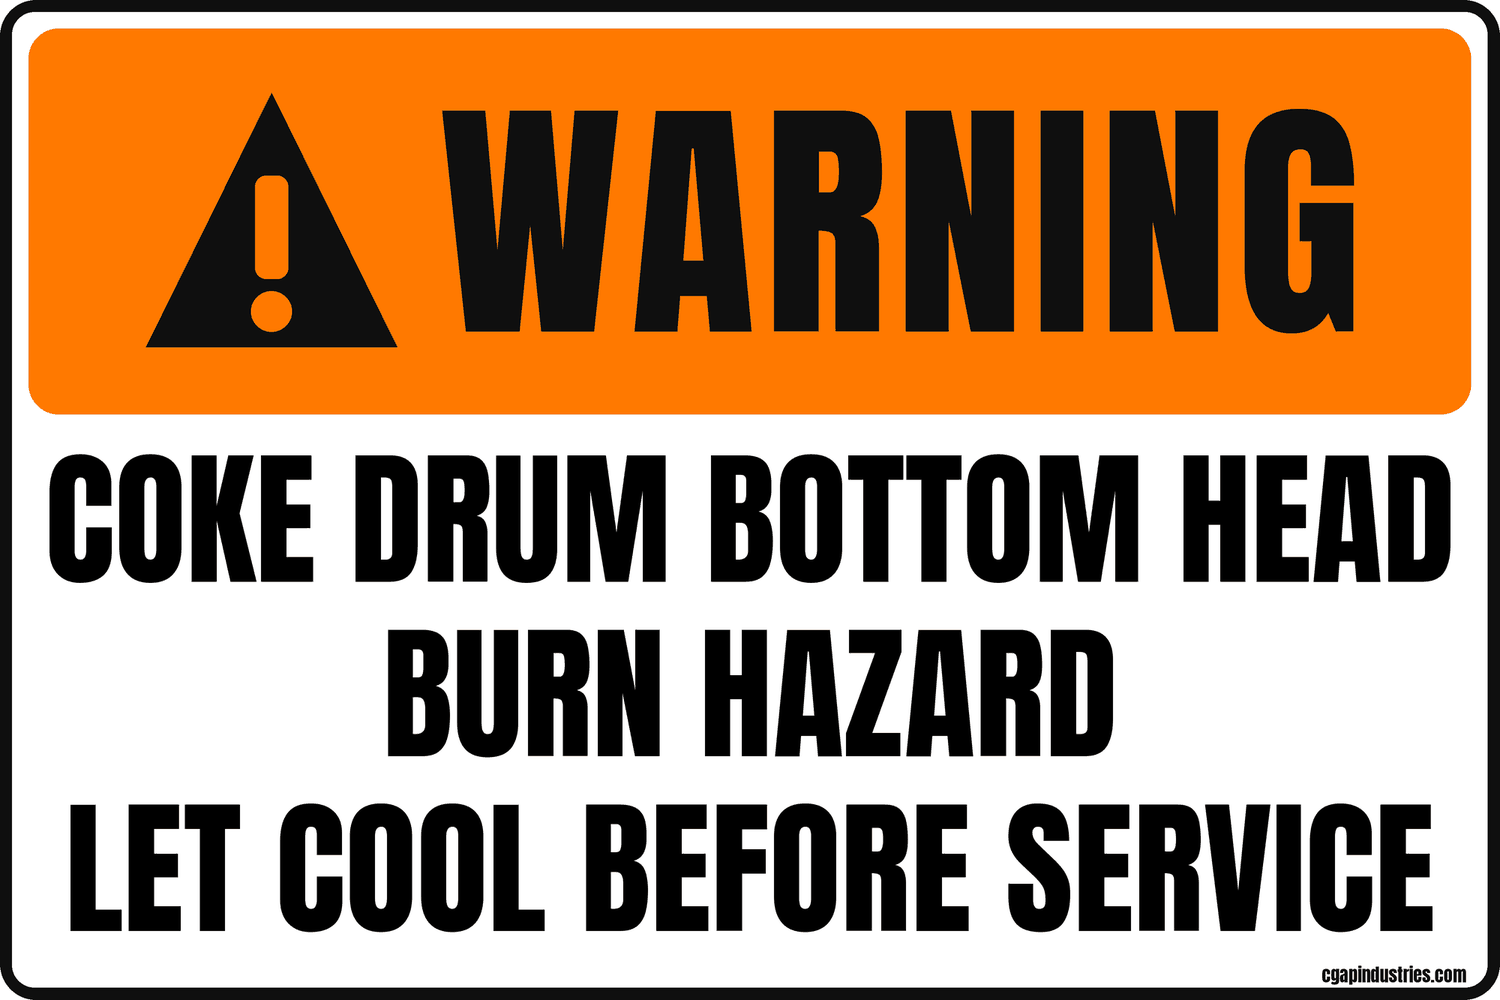 WARNING
COKE DRUM BOTTOM HEAD
BURN HAZARD
LET COOL BEFORE SERVICE
cgapindustries.com